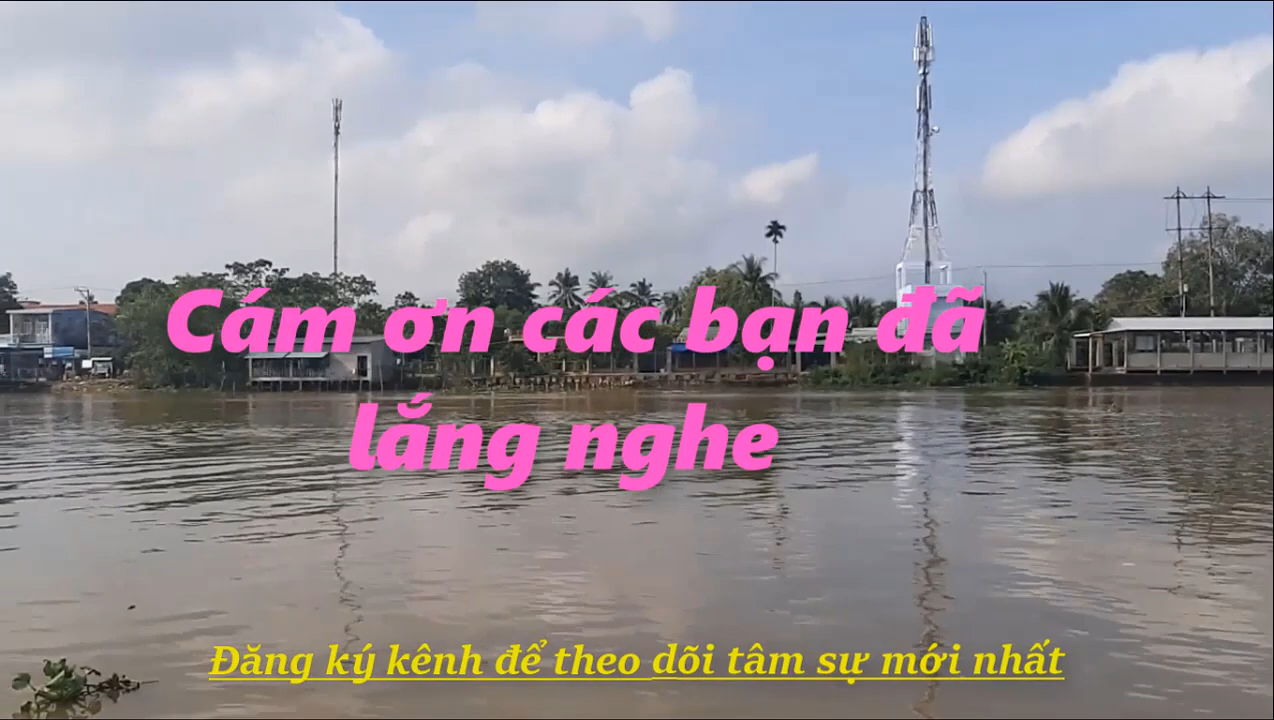 Cám ơn các bạn đã
lắng nghe
Đăng ký kênh để theo dõi tâm sự mới nhất